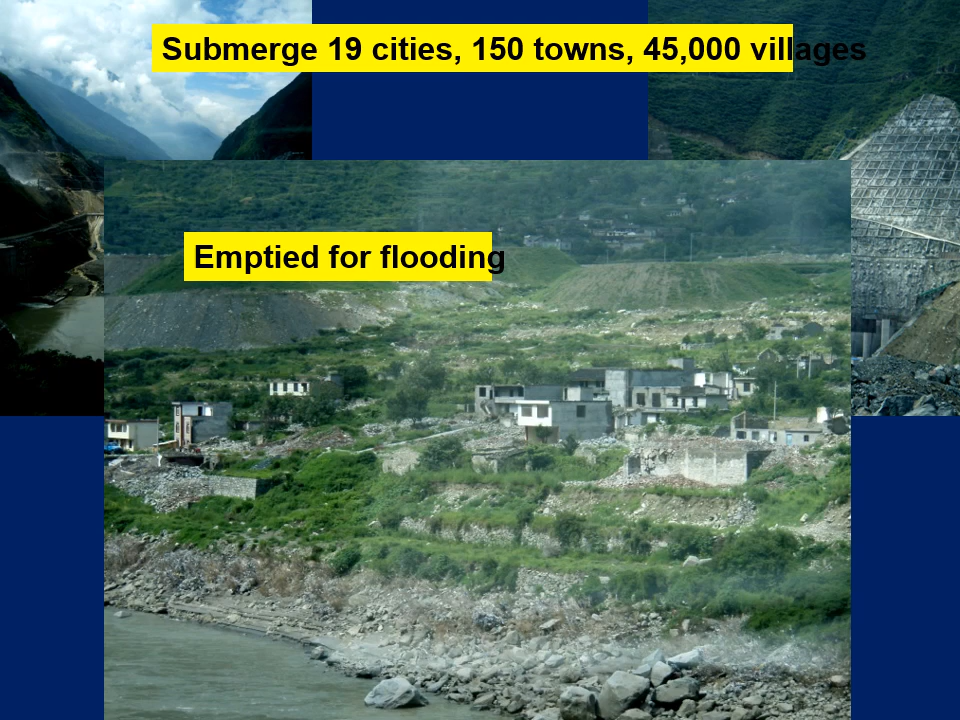 Submerge 19 cities, 150 towns, 45,000 villages
Emptied for flooding